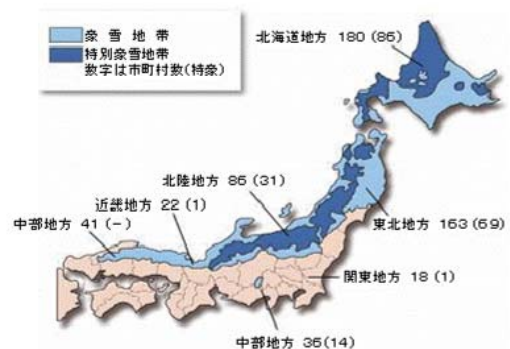 豪雪地帯
特別豪雪地帯
数字は市町村数(特豪)
北海道地方 180 (86)
北陸地方 86 (31)
近畿地方 22 (1)
中部地方 41 (-)
東北地方 163 (69)
関東地方 18 (1)
中部地方 35 (14)